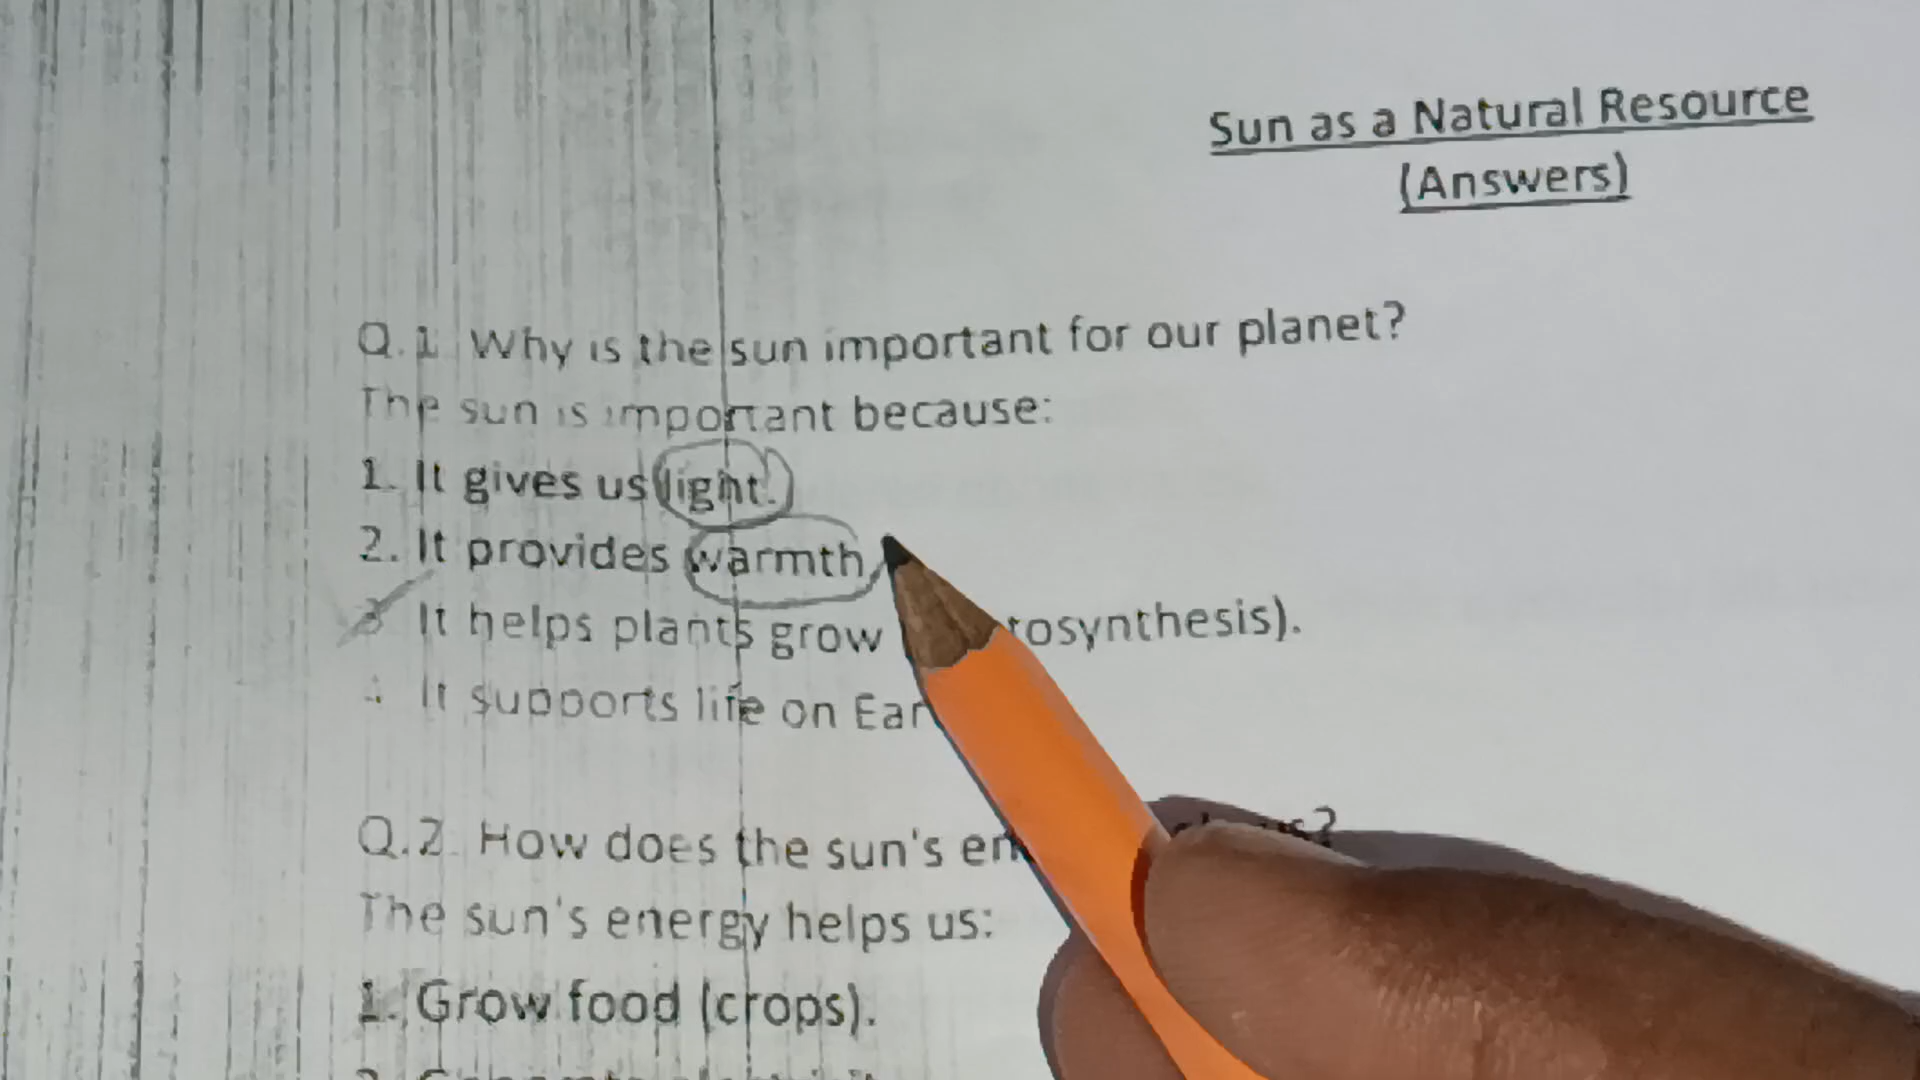 Sun as a Natural Resource
(Answers)
Q.1 Why is the sun important for our planet?
The sun is important because:
1. It gives us light.
2. It provides warmth
3 It helps plants grow tosynthesis).
It supports life on Ear
Q.2. How does the sun's en us?
The sun's energy helps us:
1. Grow food (crops).